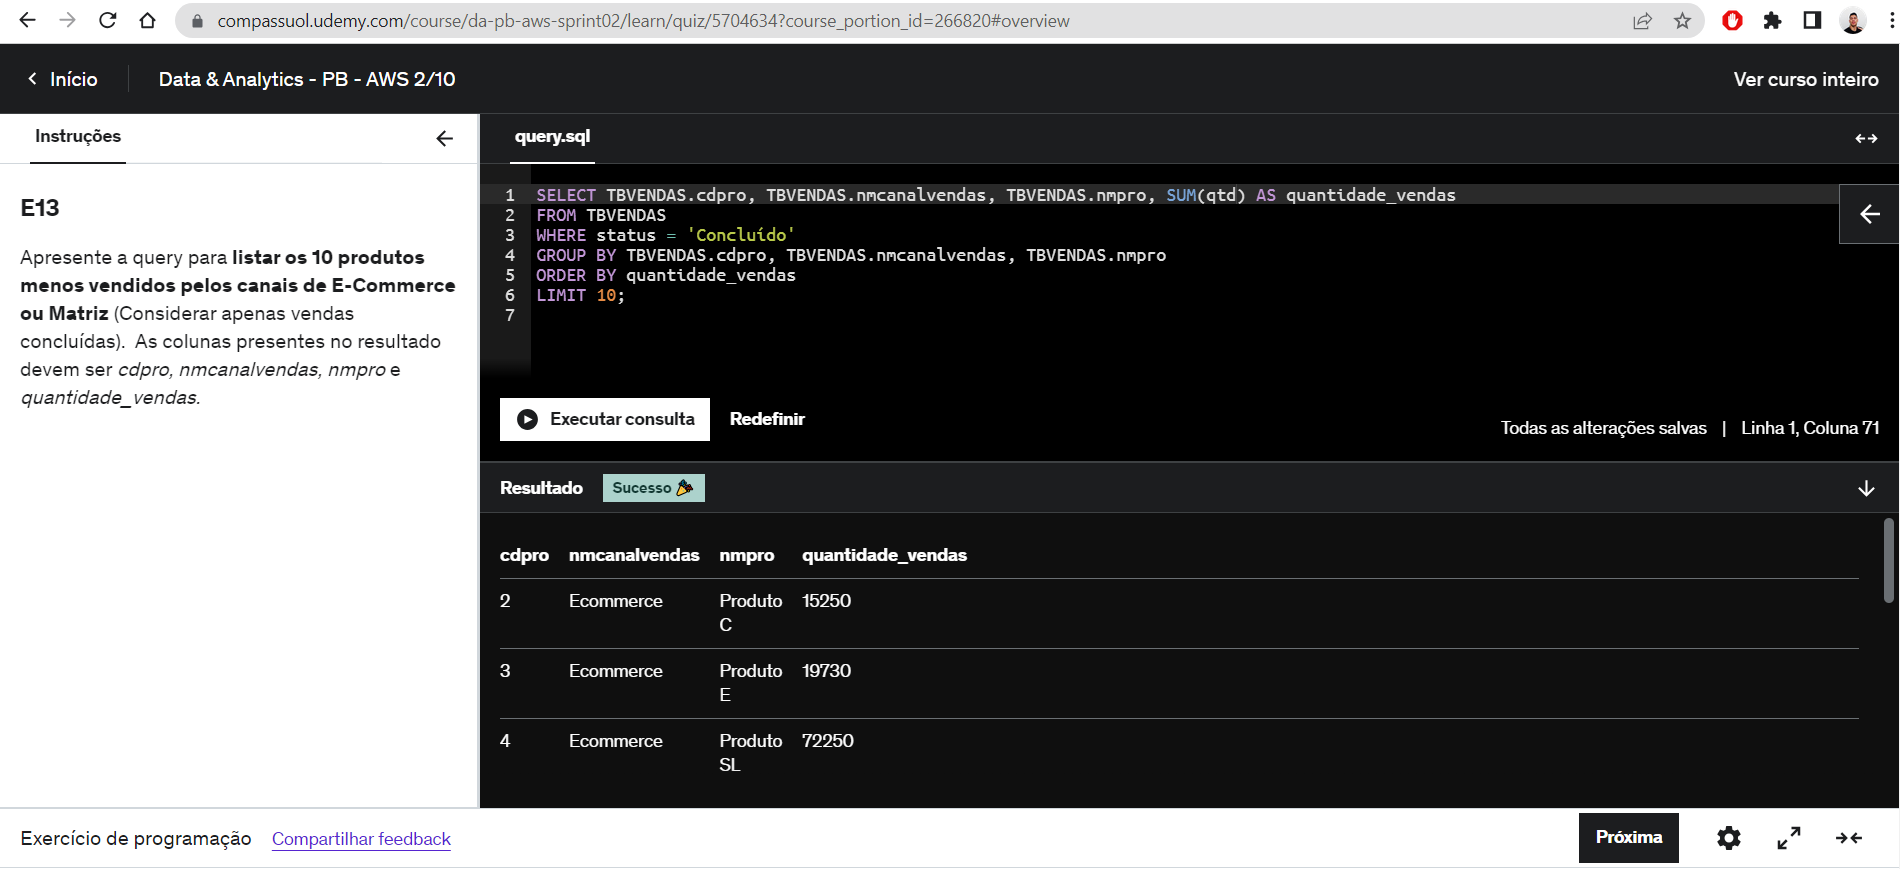 compassuol.udemy.com/course/da-pb-aws-sprint02/learn/quiz/5704634?course_portion_id=266820#overview
Início
Data & Analytics - PB - AWS 2/10
Ver curso inteiro
Instruções
E13
Apresente a query para listar os 10 produtos
menos vendidos pelos canais de E-Commerce
ou Matriz (Considerar apenas vendas
concluídas).  As colunas presentes no resultado
devem ser cdpro, nmcanalvendas, nmpro e
quantidade_vendas.
query.sql
1 SELECT TBVENDAS.cdpro, TBVENDAS.nmcanalvendas, TBVENDAS.nmpro, SUM(qtd) AS quantidade_vendas
2 FROM TBVENDAS
3 WHERE status = 'Concluído'
4 GROUP BY TBVENDAS.cdpro, TBVENDAS.nmcanalvendas, TBVENDAS.nmpro
5 ORDER BY quantidade_vendas
6 LIMIT 10;
7
Executar consulta Redefinir
Todas as alterações salvas | Linha 1, Coluna 71
Resultado Sucesso
cdpro nmcanalvendas nmpro quantidade_vendas
2 Ecommerce Produto 15250
C
3 Ecommerce Produto 19730
E
4 Ecommerce Produto 72250
SL
Exercício de programação Compartilhar feedback
Próxima